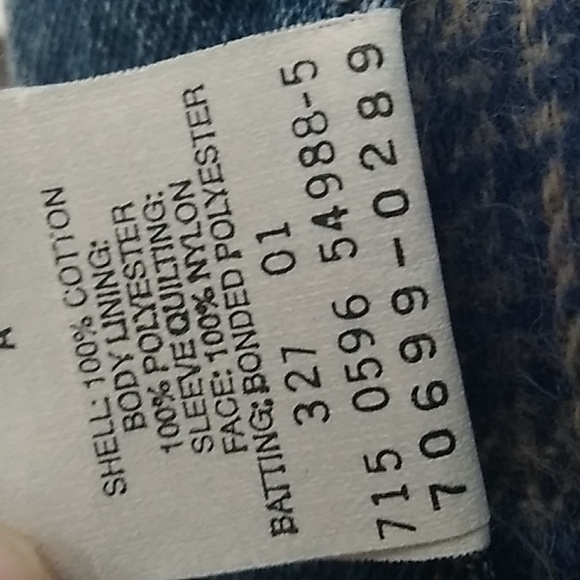 A
SHELL: 100% COTTON
BODY LINING:
100% POLYESTER
SLEEVE QUILTING:
FACE: 100% NYLON
BATTING: BONDED POLYESTER
327 01
715 0596 54988-5
70699-0289